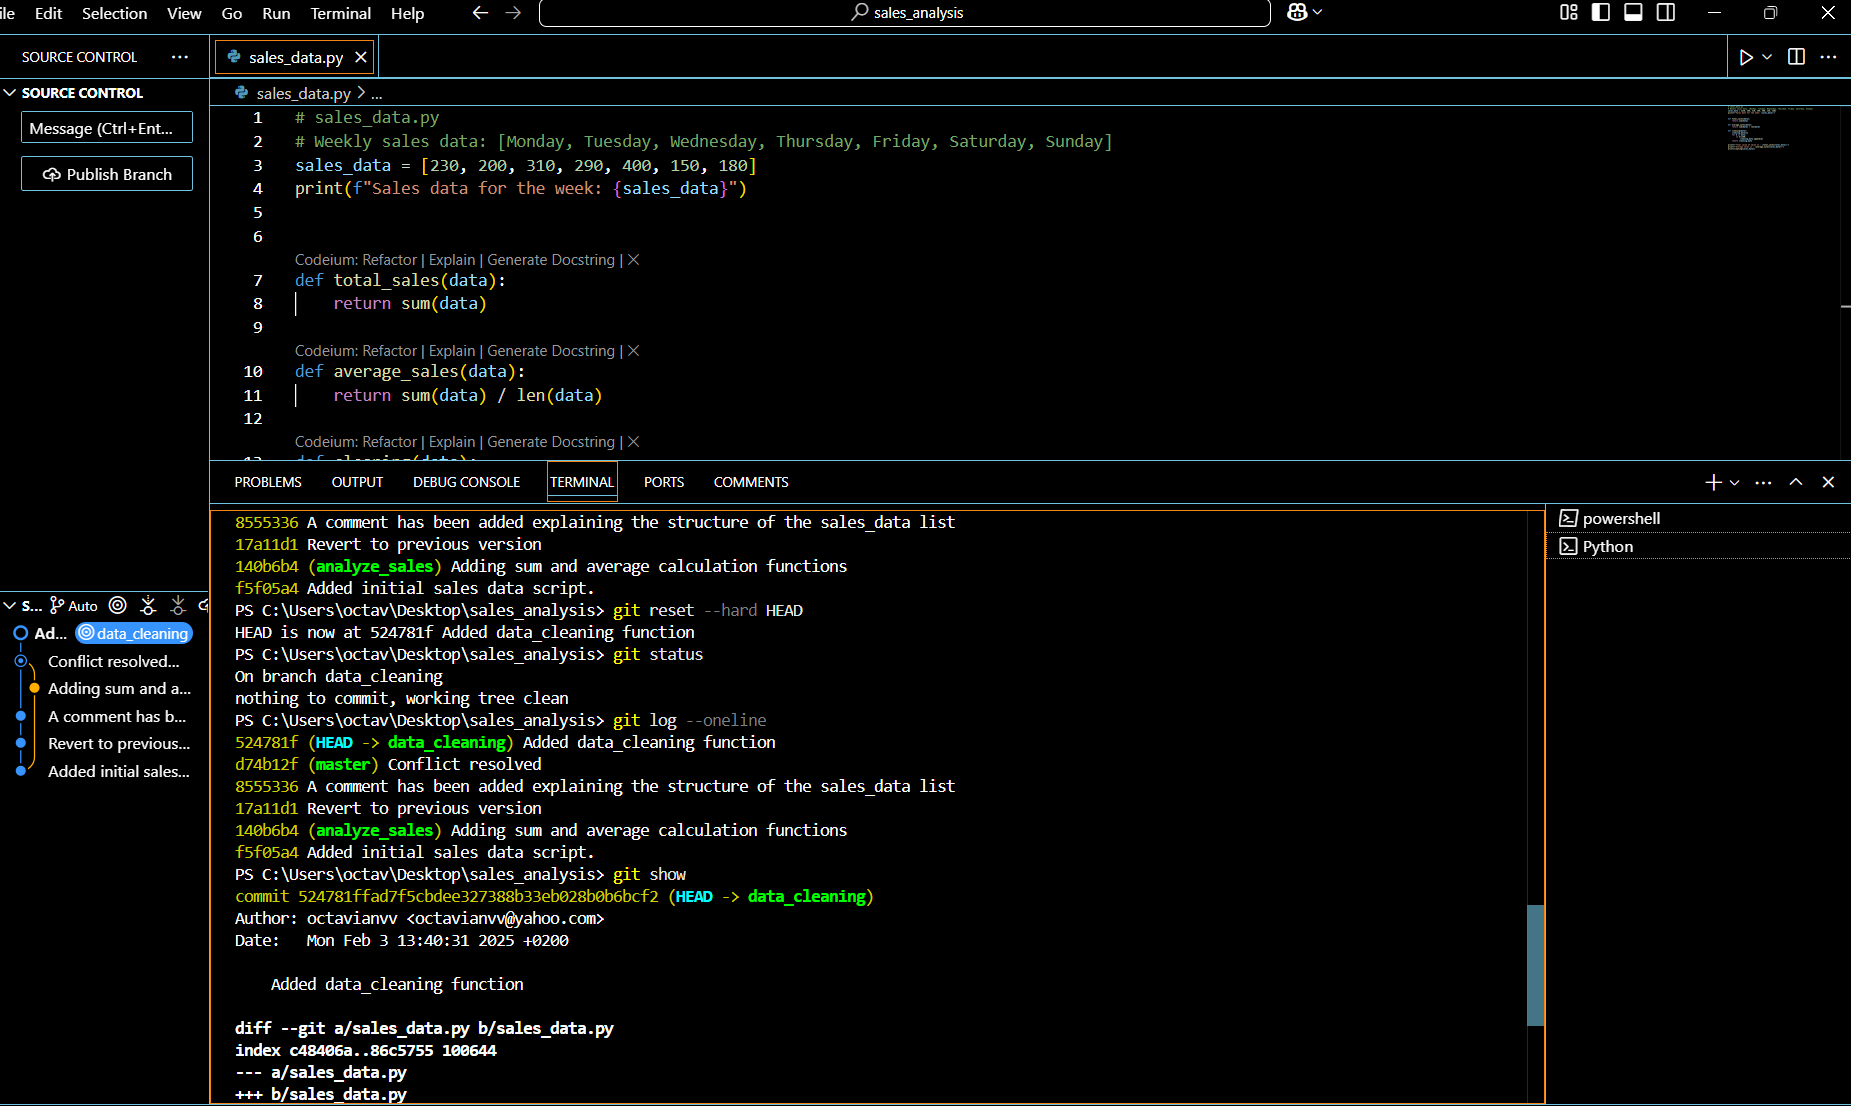 ile Edit Selection View Go Run Terminal Help sales_analysis
SOURCE CONTROL
sales_data.py
SOURCE CONTROL
Message (Ctrl+Ent...
Publish Branch
sales_data.py > ...
1 # sales_data.py
2 # Weekly sales data: [Monday, Tuesday, Wednesday, Thursday, Friday, Saturday, Sunday]
3 sales_data = [230, 200, 310, 290, 400, 150, 180]
4 print(f"Sales data for the week: {sales_data}")
5
6
Codeium: Refactor | Explain | Generate Docstring | ×
7 def total_sales(data):
8 return sum(data)
9
Codeium: Refactor | Explain | Generate Docstring | ×
10 def average_sales(data):
11 return sum(data) / len(data)
12
Codeium: Refactor | Explain | Generate Docstring | ×
13 def cleaning(data):
PROBLEMS OUTPUT DEBUG CONSOLE TERMINAL PORTS COMMENTS
8555336 A comment has been added explaining the structure of the sales_data list
17a11d1 Revert to previous version
140b6b4 (analyze_sales) Adding sum and average calculation functions
f5f05a4 Added initial sales data script.
PS C:\Users\octav\Desktop\sales_analysis> git reset --hard HEAD
HEAD is now at 524781f Added data_cleaning function
PS C:\Users\octav\Desktop\sales_analysis> git status
On branch data_cleaning
nothing to commit, working tree clean
PS C:\Users\octav\Desktop\sales_analysis> git log --oneline
524781f (HEAD -> data_cleaning) Added data_cleaning function
d74b12f (master) Conflict resolved
8555336 A comment has been added explaining the structure of the sales_data list
17a11d1 Revert to previous version
140b6b4 (analyze_sales) Adding sum and average calculation functions
f5f05a4 Added initial sales data script.
PS C:\Users\octav\Desktop\sales_analysis> git show
commit 524781ffad7f5cbdee327388b33eb028b0b6bcf2 (HEAD -> data_cleaning)
Author: octavianvv <octavianvv@yahoo.com>
Date: Mon Feb 3 13:40:31 2025 +0200
Added data_cleaning function
diff --git a/sales_data.py b/sales_data.py
index c48406a..86c5755 100644
--- a/sales_data.py
+++ b/sales_data.py
powershell
Python
S... Auto
Ad... data_cleaning
Conflict resolved...
Adding sum and a...
A comment has b...
Revert to previous...
Added initial sales...